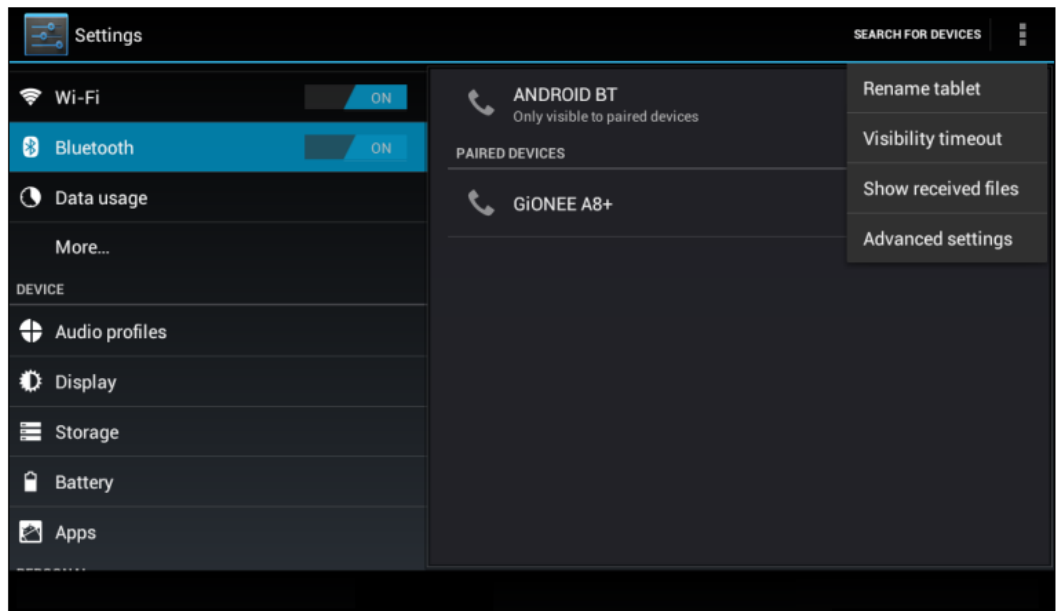 Settings
SEARCH FOR DEVICES
Wi-Fi
ON
Bluetooth
ON
Data usage
More...
DEVICE
Audio profiles
Display
Storage
Battery
Apps
ANDROID BT
Only visible to paired devices
PAIRED DEVICES
GiONEE A8+
Rename tablet
Visibility timeout
Show received files
Advanced settings